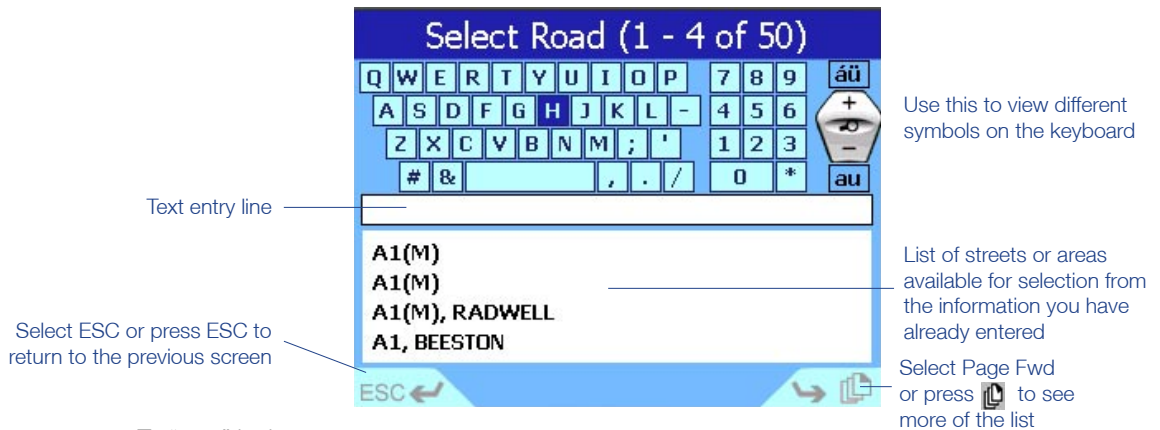 Select Road (1 - 4 of 50)
Q W E R T Y U I O P 7 8 9 áü
A S D F G H J K L - 4 5 6 +
Z X C V B N M ; ' 1 2 3 -
# & , . / 0 * au
Use this to view different
symbols on the keyboard
Text entry line
A1(M)
A1(M)
A1(M), RADWELL
A1, BEESTON
List of streets or areas
available for selection from
the information you have
already entered
Select ESC or press ESC to
return to the previous screen
ESC
Select Page Fwd
or press to see
more of the list